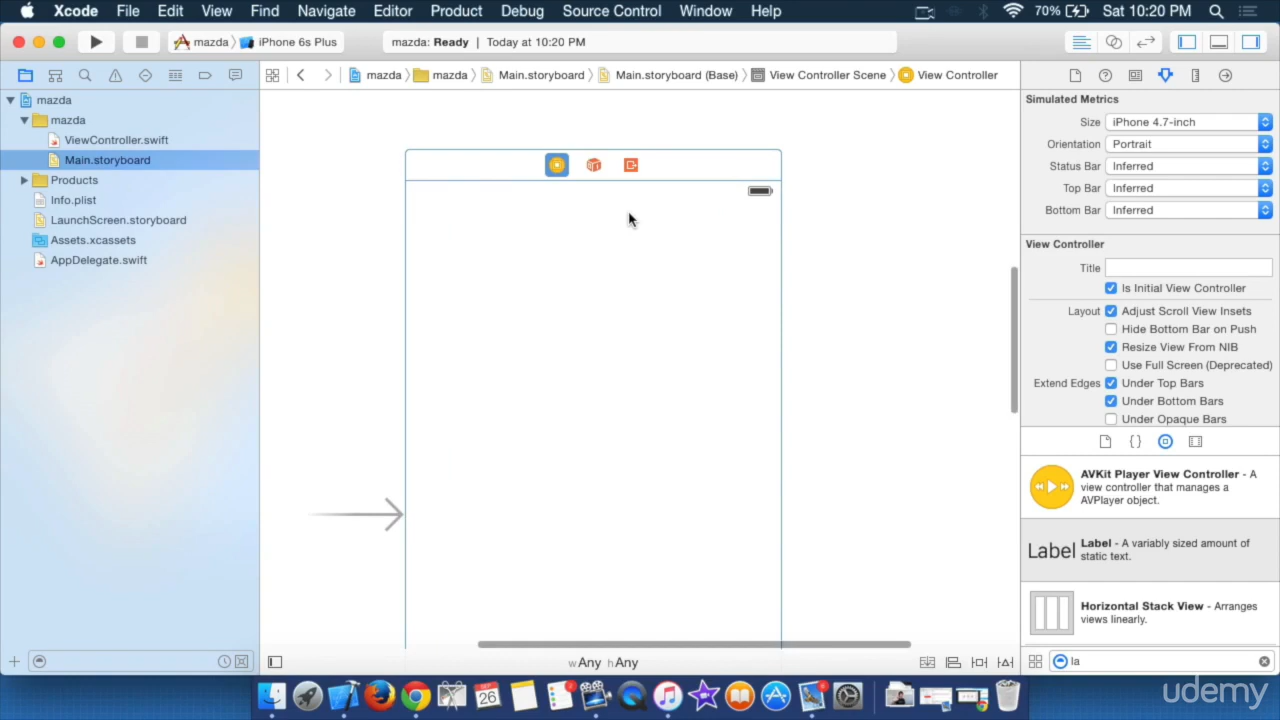 Xcode File Edit View Find Navigate Editor Product Debug Source Control Window Help 70% Sat 10:20 PM
mazda iPhone 6s Plus mazda: Ready | Today at 10:20 PM
mazda mazda Main.storyboard Main.storyboard (Base) View Controller Scene View Controller
mazda
mazda
ViewController.swift
Main.storyboard
Products
Info.plist
LaunchScreen.storyboard
Assets.xcassets
AppDelegate.swift
Simulated Metrics
Size iPhone 4.7-inch
Orientation Portrait
Status Bar Inferred
Top Bar Inferred
Bottom Bar Inferred
View Controller
Title
Is Initial View Controller
Layout Adjust Scroll View Insets
Hide Bottom Bar on Push
Resize View From NIB
Use Full Screen (Deprecated)
Extend Edges Under Top Bars
Under Bottom Bars
Under Opaque Bars
{}
AVKit Player View Controller - A
view controller that manages a
AVPlayer object.
Label
Label - A variably sized amount of
static text.
Horizontal Stack View - Arranges
views linearly.
wAny hAny
la
SEP
26
udemy